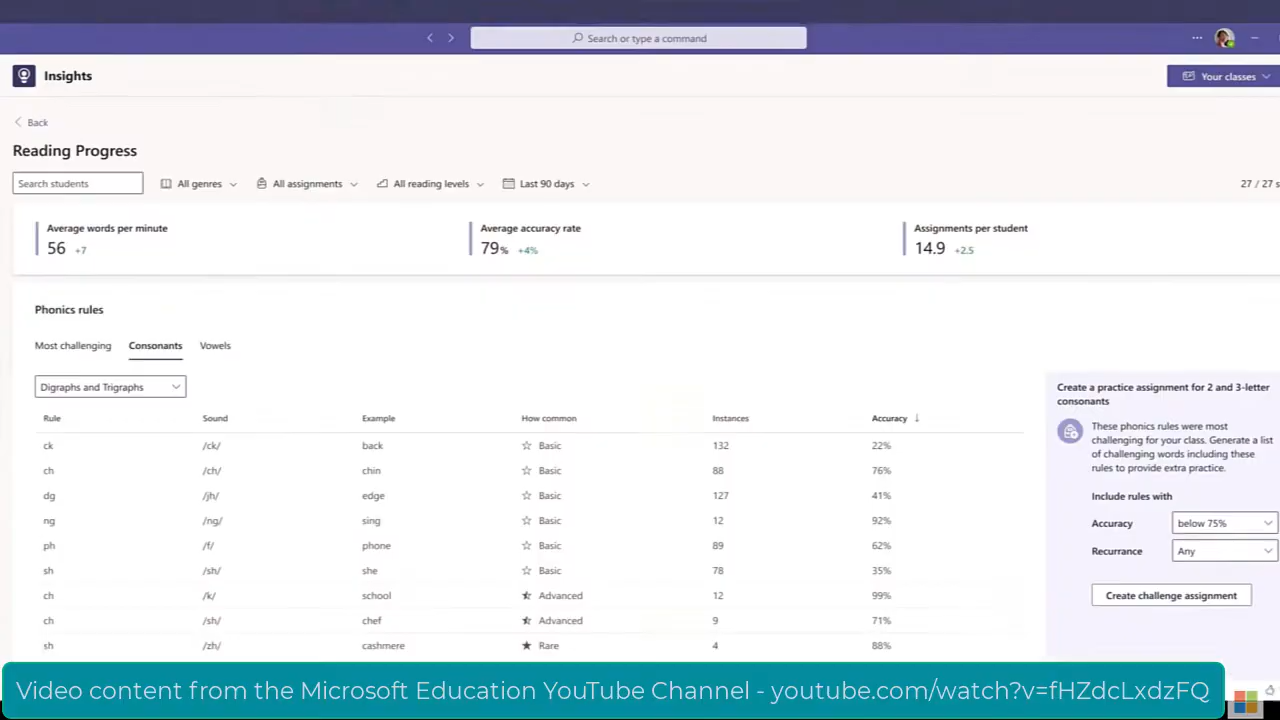 Search or type a command
Insights
Your classes
Back
Reading Progress
Search students
All genres
All assignments
All reading levels
Last 90 days
27 / 27 s
Average words per minute
56 +7
Average accuracy rate
79% +4%
Assignments per student
14.9 +2.5
Phonics rules
Most challenging Consonants Vowels
Digraphs and Trigraphs
Rule Sound Example How common Instances Accuracy ↓
ck /ck/ back Basic 132 22%
ch /ch/ chin Basic 88 76%
dg /jh/ edge Basic 127 41%
ng /ng/ sing Basic 12 92%
ph /f/ phone Basic 89 62%
sh /sh/ she Basic 78 35%
ch /k/ school Advanced 12 99%
ch /sh/ chef Advanced 9 71%
sh /zh/ cashmere Rare 4 88%
Create a practice assignment for 2 and 3-letter
consonants
These phonics rules were most
challenging for your class. Generate a list
of challenging words including these
rules to provide extra practice.
Include rules with
Accuracy below 75%
Recurrance Any
Create challenge assignment
Video content from the Microsoft Education YouTube Channel - youtube.com/watch?v=fHZdcLxdzFQ